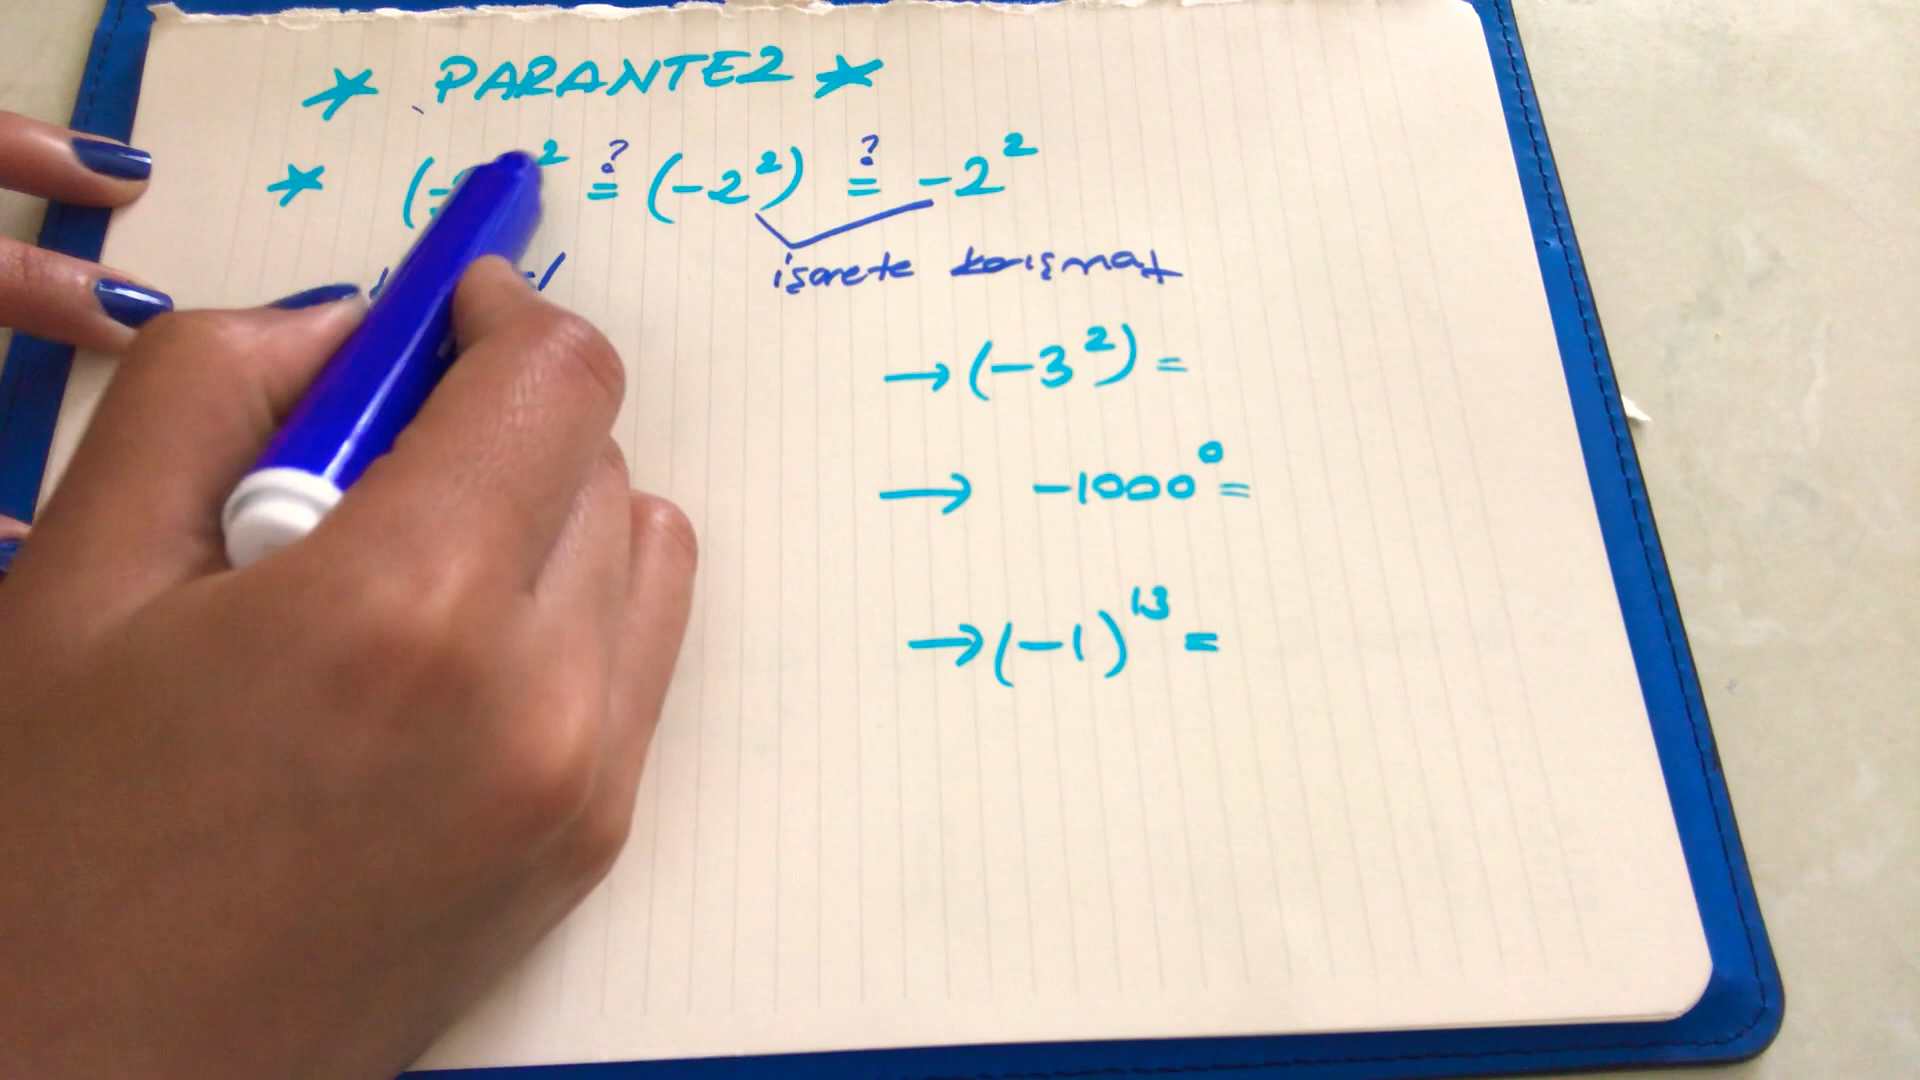 * PARANTEZ *
* (- ² ≟ (-2²) ≟ -2²
işarete karışmaz
→ (-3²) =
→ -1000⁰ =
→ (-1)¹³ =